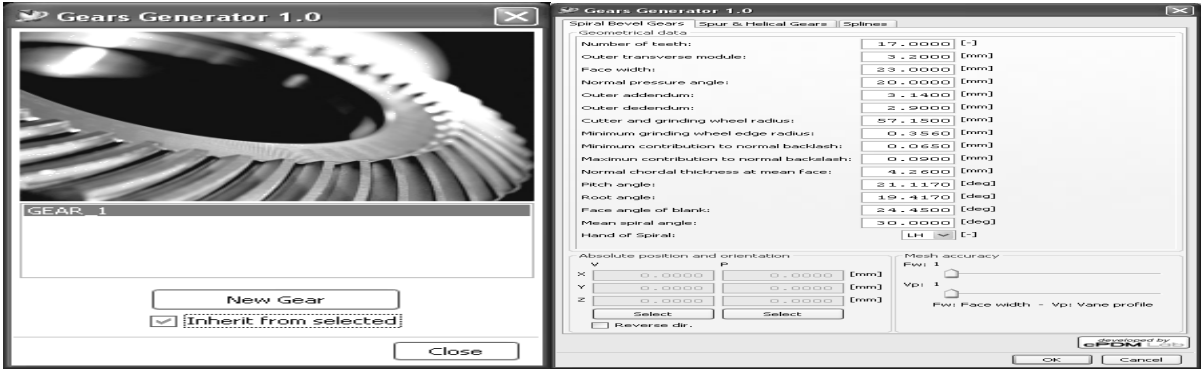 Gears Generator 1.0
GEAR_1
New Gear
Inherit from selected
Close
Gears Generator 1.0
Spiral Bevel Gears Spur & Helical Gears Splines
Geometrical data
Number of teeth: 17.0000 [-]
Outer transverse module: 3.2000 [mm]
Face width: 23.0000 [mm]
Normal pressure angle: 20.0000 [mm]
Outer addendum: 3.1400 [mm]
Outer dedendum: 2.9000 [mm]
Cutter and grinding wheel radius: 57.1500 [mm]
Minimum grinding wheel edge radius: 0.3560 [mm]
Minimum contribution to normal backlash: 0.0650 [mm]
Maximun contribution to normal backslash: 0.0900 [mm]
Normal chordal thickness at mean face: 4.2600 [mm]
Pitch angle: 21.1170 [deg]
Root angle: 19.4170 [deg]
Face angle of blank: 24.4500 [deg]
Mean spiral angle: 30.0000 [deg]
Hand of Spiral: LH [-]
Absolute position and orientation
V P
X 0.0000 0.0000 [mm]
Y 0.0000 0.0000 [mm]
Z 0.0000 0.0000 [mm]
Select Select
Reverse dir.
Mesh accuracy
Fw: 1
Vp: 1
Fw: Face width - Vp: Vane profile
developed by
ePDM Lab
OK Cancel